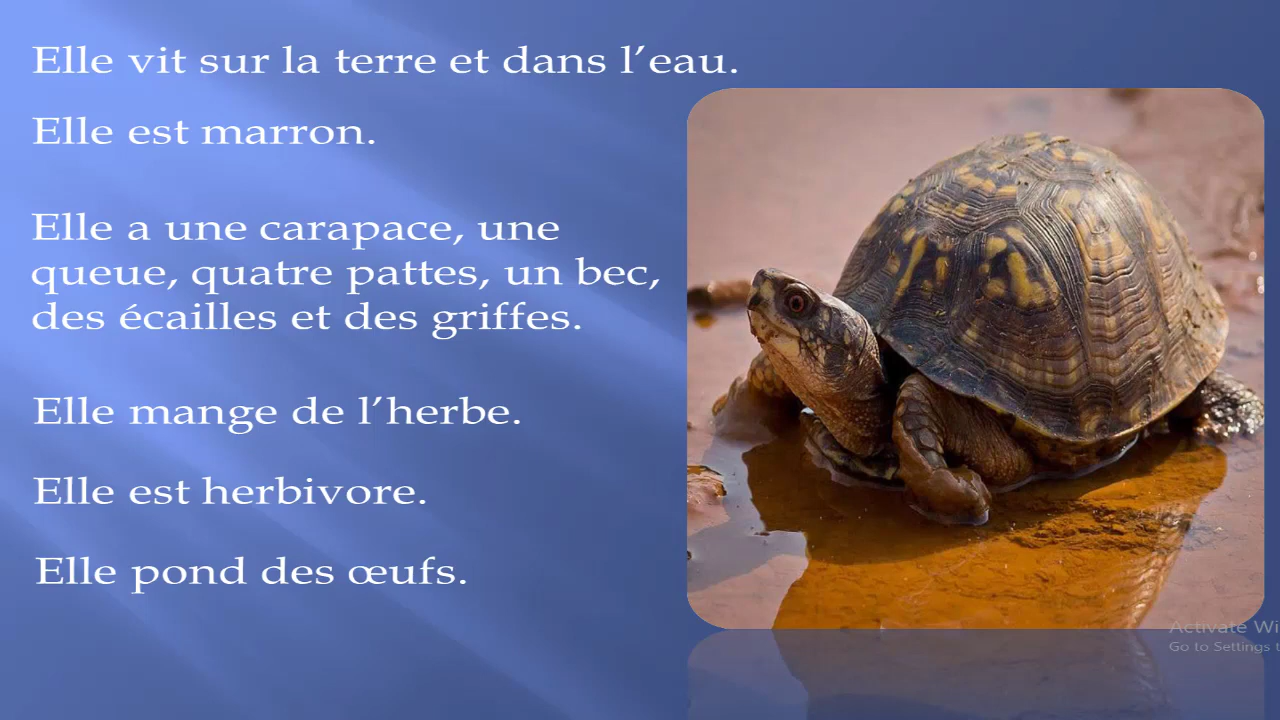 Elle vit sur la terre et dans l’eau.
Elle est marron.
Elle a une carapace, une
queue, quatre pattes, un bec,
des écailles et des griffes.
Elle mange de l’herbe.
Elle est herbivore.
Elle pond des œufs.
Activate Wi
Go to Settings t